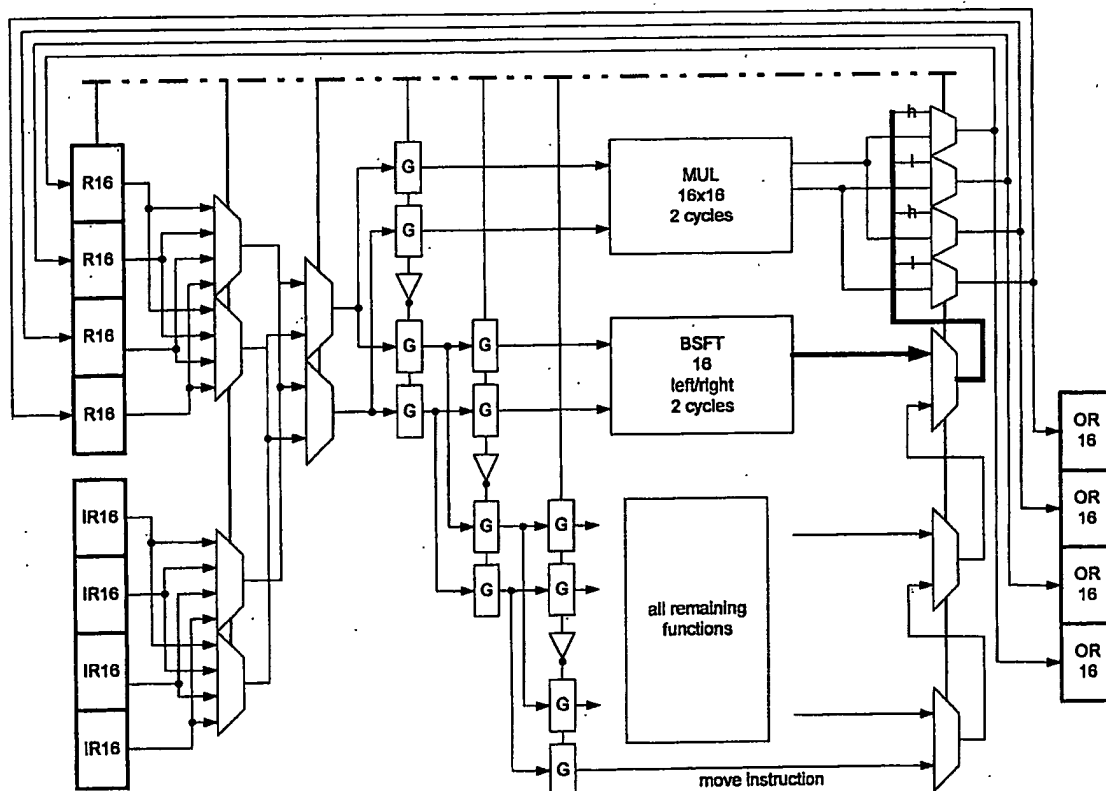 R16
R16
R16
R16
IR16
IR16
IR16
IR16
G
G
G
G
G
G
G
G
G
G
G
G
MUL
16x16
2 cycles
BSFT
16
left/right
2 cycles
all remaining
functions
move instruction
h
l
h
l
OR
16
OR
16
OR
16
OR
16